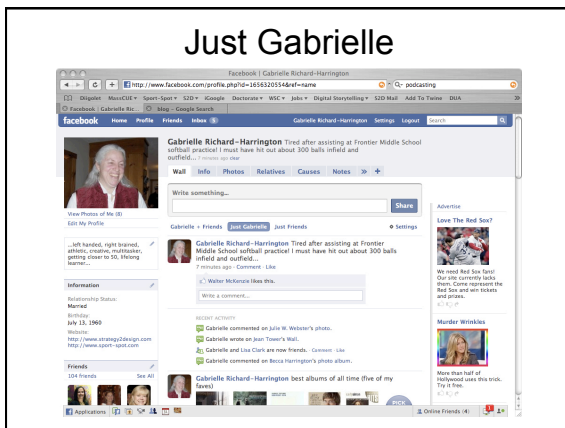 Just Gabrielle
Facebook | Gabrielle Richard-Harrington
http://www.facebook.com/profile.php?id=1656320554&ref=name
podcasting
Diigolet MassCUE Sport-Spot S2D iGoogle Doctorate WSC Jobs Digital Storytelling S2D Mail Add To Twine DUA
Facebook | Gabrielle Ric... blog - Google Search
facebook Home Profile Friends Inbox 5 Gabrielle Richard-Harrington Settings Logout Search
Gabrielle Richard-Harrington Tired after assisting at Frontier Middle School
softball practice! I must have hit out about 300 balls infield and
outfield... 7 minutes ago clear
Wall Info Photos Relatives Causes Notes » +
Write something...
Share
View Photos of Me (8)
Edit My Profile
Gabrielle + Friends Just Gabrielle Just Friends Settings
...left handed, right brained,
athletic, creative, multitasker,
getting closer to 50, lifelong
learner...
Gabrielle Richard-Harrington Tired after assisting at Frontier
Middle School softball practice! I must have hit out about 300 balls
infield and outfield...
7 minutes ago · Comment · Like
Walter McKenzie likes this.
Write a comment...
Information
Relationship Status:
Married
Birthday:
July 13, 1960
Website:
http://www.strategy2design.com
http://www.sport-spot.com
RECENT ACTIVITY
Gabrielle commented on Julie W. Webster's photo.
Gabrielle wrote on Jean Tower's Wall.
Gabrielle and Lisa Clark are now friends. · Comment · Like
Gabrielle commented on Becca Harrington's photo album.
Friends
104 friends See All
Gabrielle Richard-Harrington best albums of all time (five of my
faves)
PICK
Advertise
Love The Red Sox?
We need Red Sox fans!
Our site currently lacks
them. Come represent the
Red Sox and win tickets
and prizes.
Murder Wrinkles
More than half of
Hollywood uses this trick.
Try it free.
Applications
Online Friends (4)